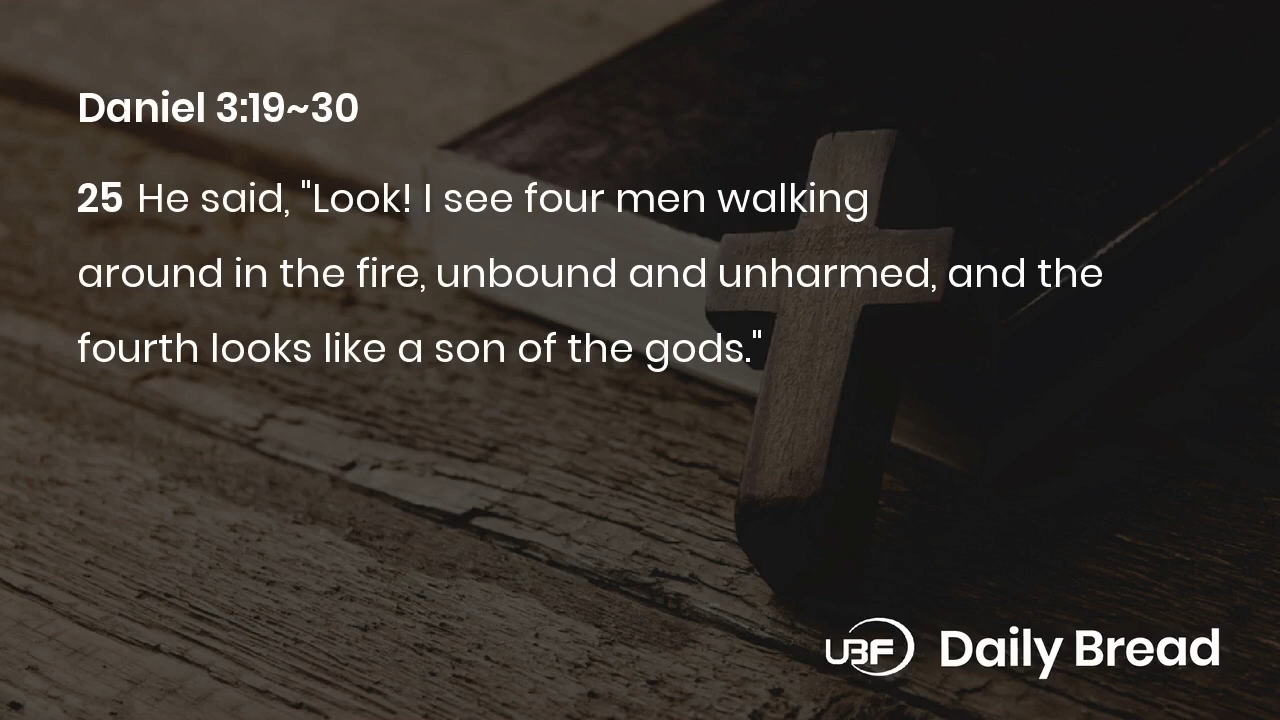 Daniel 3:19~30
25 He said, "Look! I see four men walking
around in the fire, unbound and unharmed, and the
fourth looks like a son of the gods."
UBF Daily Bread